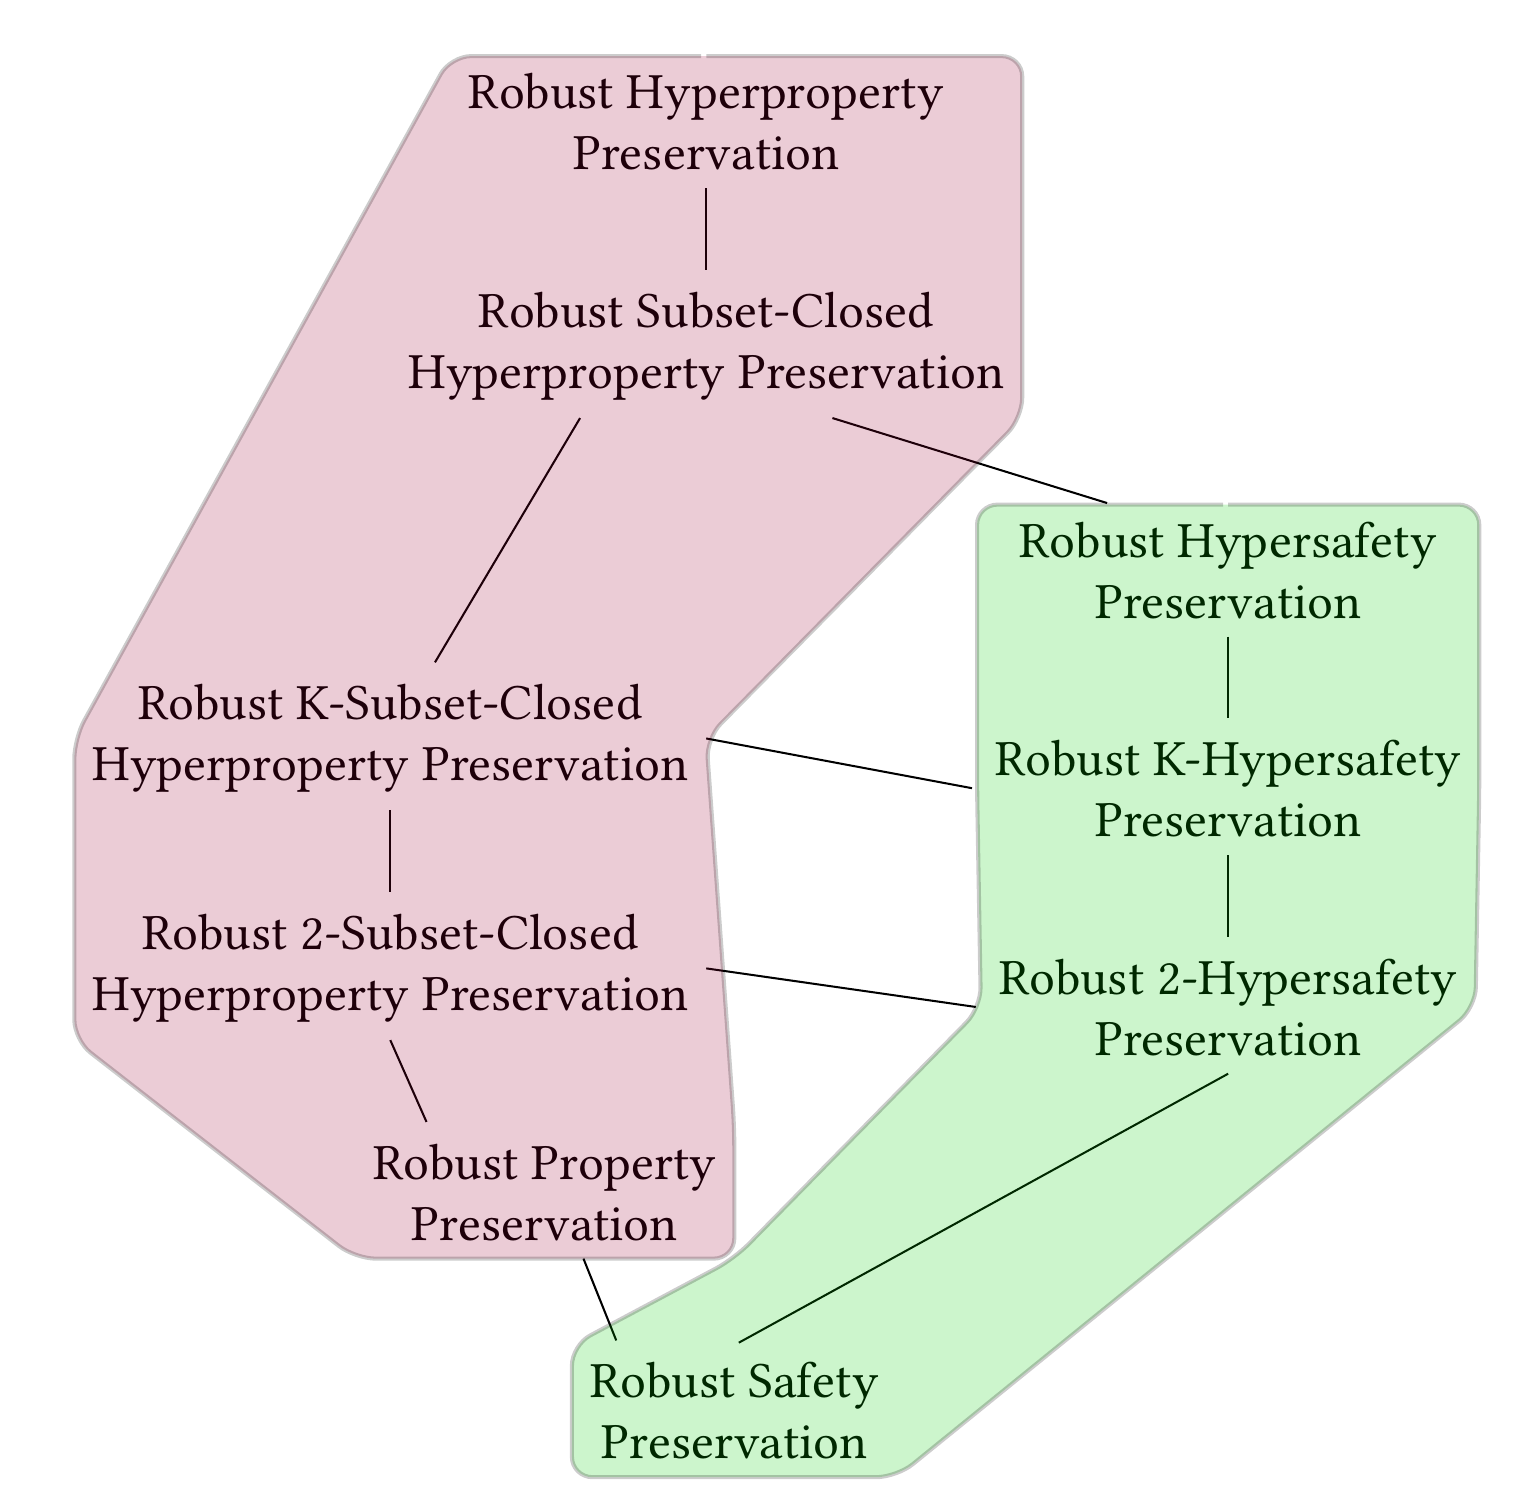 Robust Hyperproperty
Preservation
Robust Subset-Closed
Hyperproperty Preservation
Robust Hypersafety
Preservation
Robust K-Subset-Closed
Hyperproperty Preservation
Robust K-Hypersafety
Preservation
Robust 2-Subset-Closed
Hyperproperty Preservation
Robust 2-Hypersafety
Preservation
Robust Property
Preservation
Robust Safety
Preservation